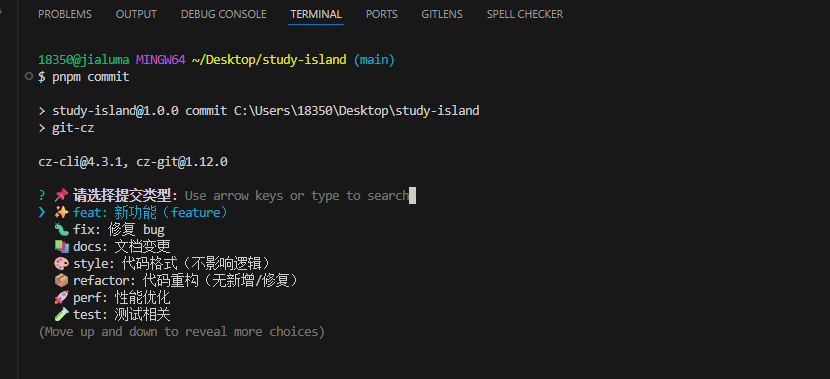 PROBLEMS OUTPUT DEBUG CONSOLE TERMINAL PORTS GITLENS SPELL CHECKER
18350@jialuma MINGW64 ~/Desktop/study-island (main)
$ pnpm commit
> study-island@1.0.0 commit C:\Users\18350\Desktop\study-island
> git-cz
cz-cli@4.3.1, cz-git@1.12.0
? 📌 请选择提交类型: Use arrow keys or type to search
❯ ✨ feat: 新功能（feature）
🐛 fix: 修复 bug
📚 docs: 文档变更
🎨 style: 代码格式（不影响逻辑）
📦 refactor: 代码重构（无新增/修复）
🚀 perf: 性能优化
🧪 test: 测试相关
(Move up and down to reveal more choices)